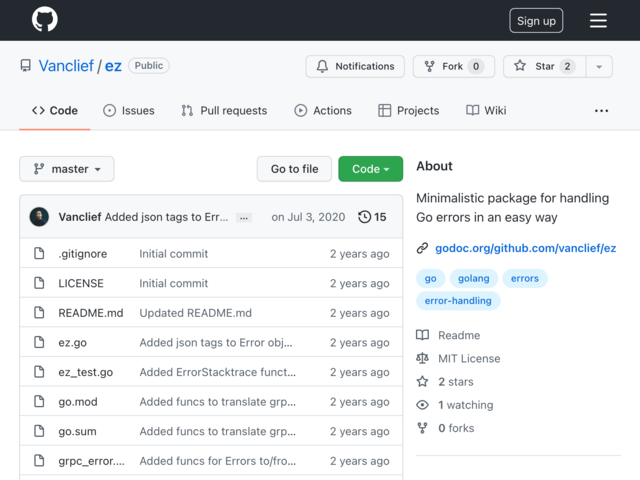 Sign up
Vanclief / ez Public
Notifications Fork 0 Star 2
Code Issues Pull requests Actions Projects Wiki ...
master Go to file Code
Vanclief Added json tags to Err... ... on Jul 3, 2020 15
.gitignore Initial commit 2 years ago
LICENSE Initial commit 2 years ago
README.md Updated README.md 2 years ago
ez.go Added json tags to Error obj... 2 years ago
ez_test.go Added ErrorStacktrace funct... 2 years ago
go.mod Added funcs to translate grp... 2 years ago
go.sum Added funcs to translate grp... 2 years ago
grpc_error.... Added funcs for Errors to/fro... 2 years ago
About
Minimalistic package for handling
Go errors in an easy way
godoc.org/github.com/vanclief/ez
go golang errors
error-handling
Readme
MIT License
2 stars
1 watching
0 forks